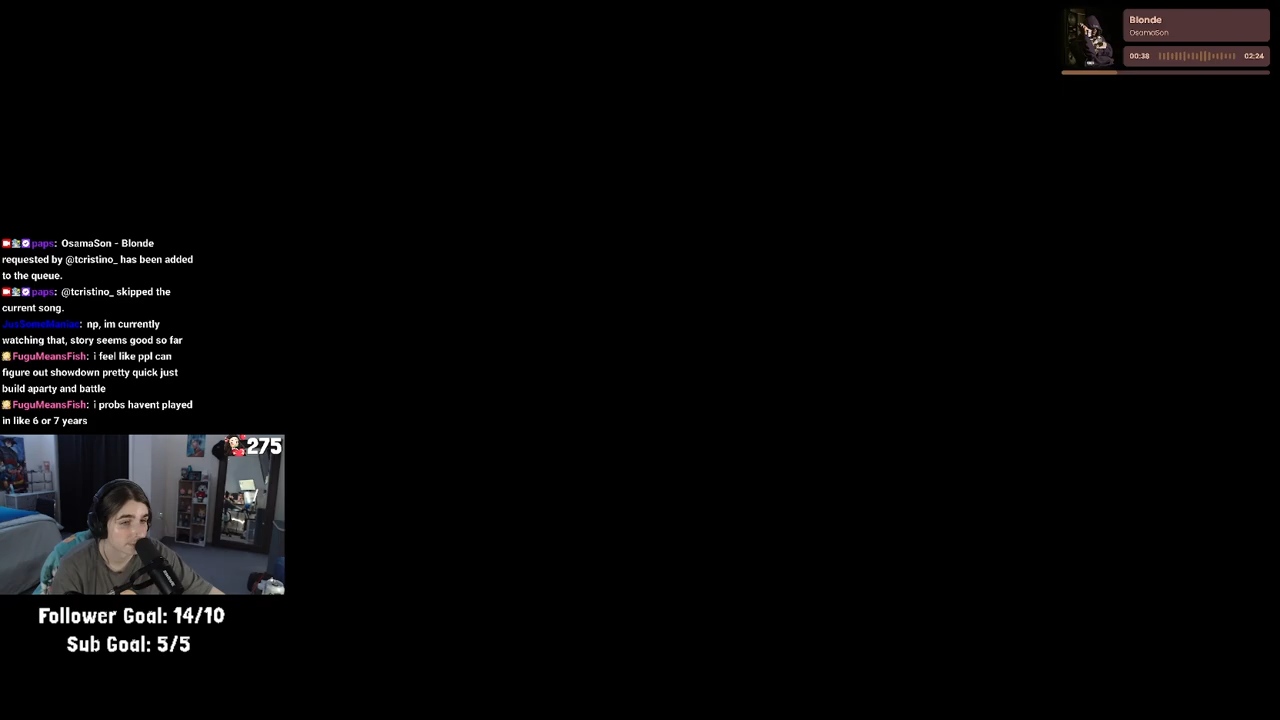 Blonde
OsamaSon
00:38
02:24
paps: OsamaSon - Blonde
requested by @tcristino_ has been added
to the queue.
paps: @tcristino_ skipped the
current song.
JusSomeManiac: np, im currently
watching that, story seems good so far
FuguMeansFish: i feel like ppl can
figure out showdown pretty quick just
build aparty and battle
FuguMeansFish: i probs havent played
in like 6 or 7 years
275
Follower Goal: 14/10
Sub Goal: 5/5